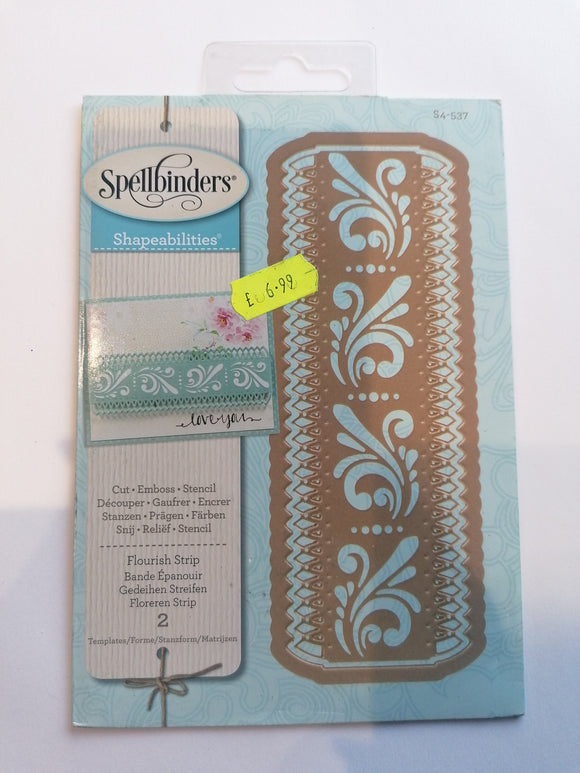 S4-537
Spellbinders®
Shapeabilities®
£6.99
love you
Cut • Emboss • Stencil
Découper • Gaufrer • Encrer
Stanzen • Prägen • Färben
Snij • Reliëf • Stencil
Flourish Strip
Bande Épanouir
Gedeihen Streifen
Floreren Strip
2
Templates/Forme/Stanzform/Matrijzen